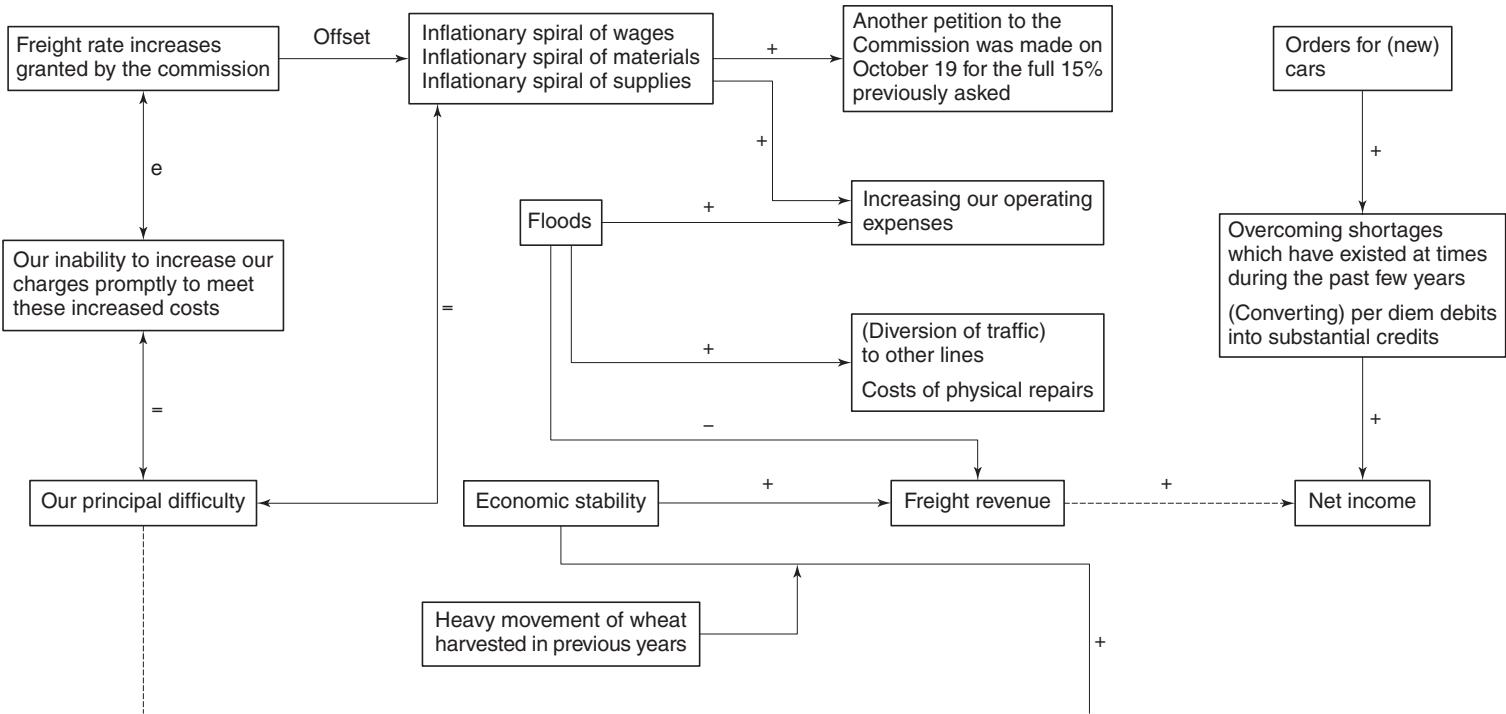 Freight rate increases
granted by the commission
Offset
Inflationary spiral of wages
Inflationary spiral of materials
Inflationary spiral of supplies
+
Another petition to the
Commission was made on
October 19 for the full 15%
previously asked
Orders for (new)
cars
e
+
+
Floods
+
Increasing our operating
expenses
Our inability to increase our
charges promptly to meet
these increased costs
=
Overcoming shortages
which have existed at times
during the past few years
(Converting) per diem debits
into substantial credits
+
(Diversion of traffic)
to other lines
Costs of physical repairs
=
–
+
Our principal difficulty
Economic stability
+
Freight revenue
+
Net income
Heavy movement of wheat
harvested in previous years
+